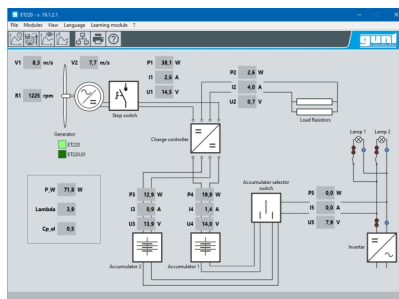 ET220 - v. 19.1.2.1
File Modules View Language Learning module ?
gunt
V1 8,3 m/s V2 7,7 m/s P1 38,1 W
I1 2,6 A
U1 14,5 V
P2 2,6 W
I2 4,0 A
U2 0,7 V
R1 1225 rpm
Stop switch
Load Resistors
Generator
ET220
ET220.01
Charge controller
Lamp 1 Lamp 2
Accumulator selector
switch
P_W 71,8 W
Lambda 3,9
Cp_el 0,5
P3 12,9 W
I3 0,9 A
U3 13,9 V
P4 19,9 W
I4 1,4 A
U4 14,0 V
P5 0,0 W
I5 0,0 A
U5 7,9 V
Accumulator 2 Accumulator 1
Inverter